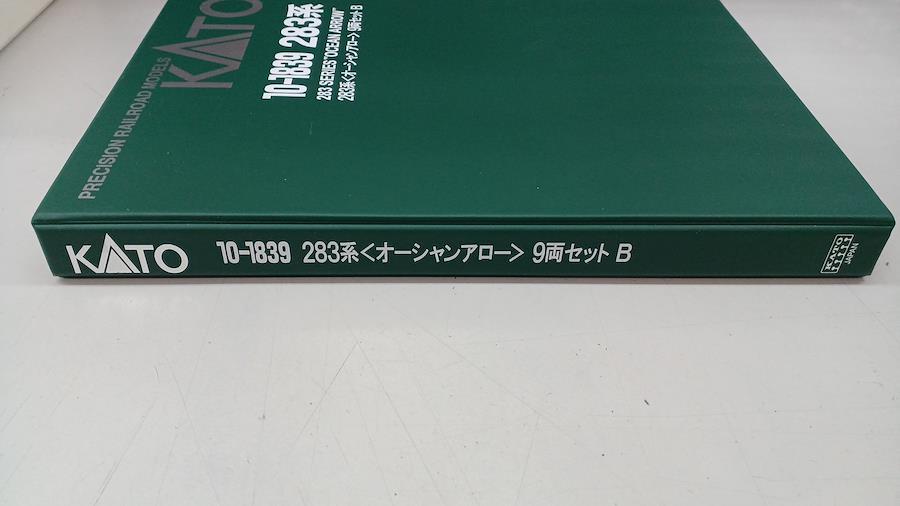 PRECISION RAILROAD MODELS
KATO
10-1839 283系
283 SERIES "OCEAN ARROW"
283系<オーシャンアロー> 9両セット B
KATO 10-1839 283系<オーシャンアロー> 9両セット B
KATO
JAPAN